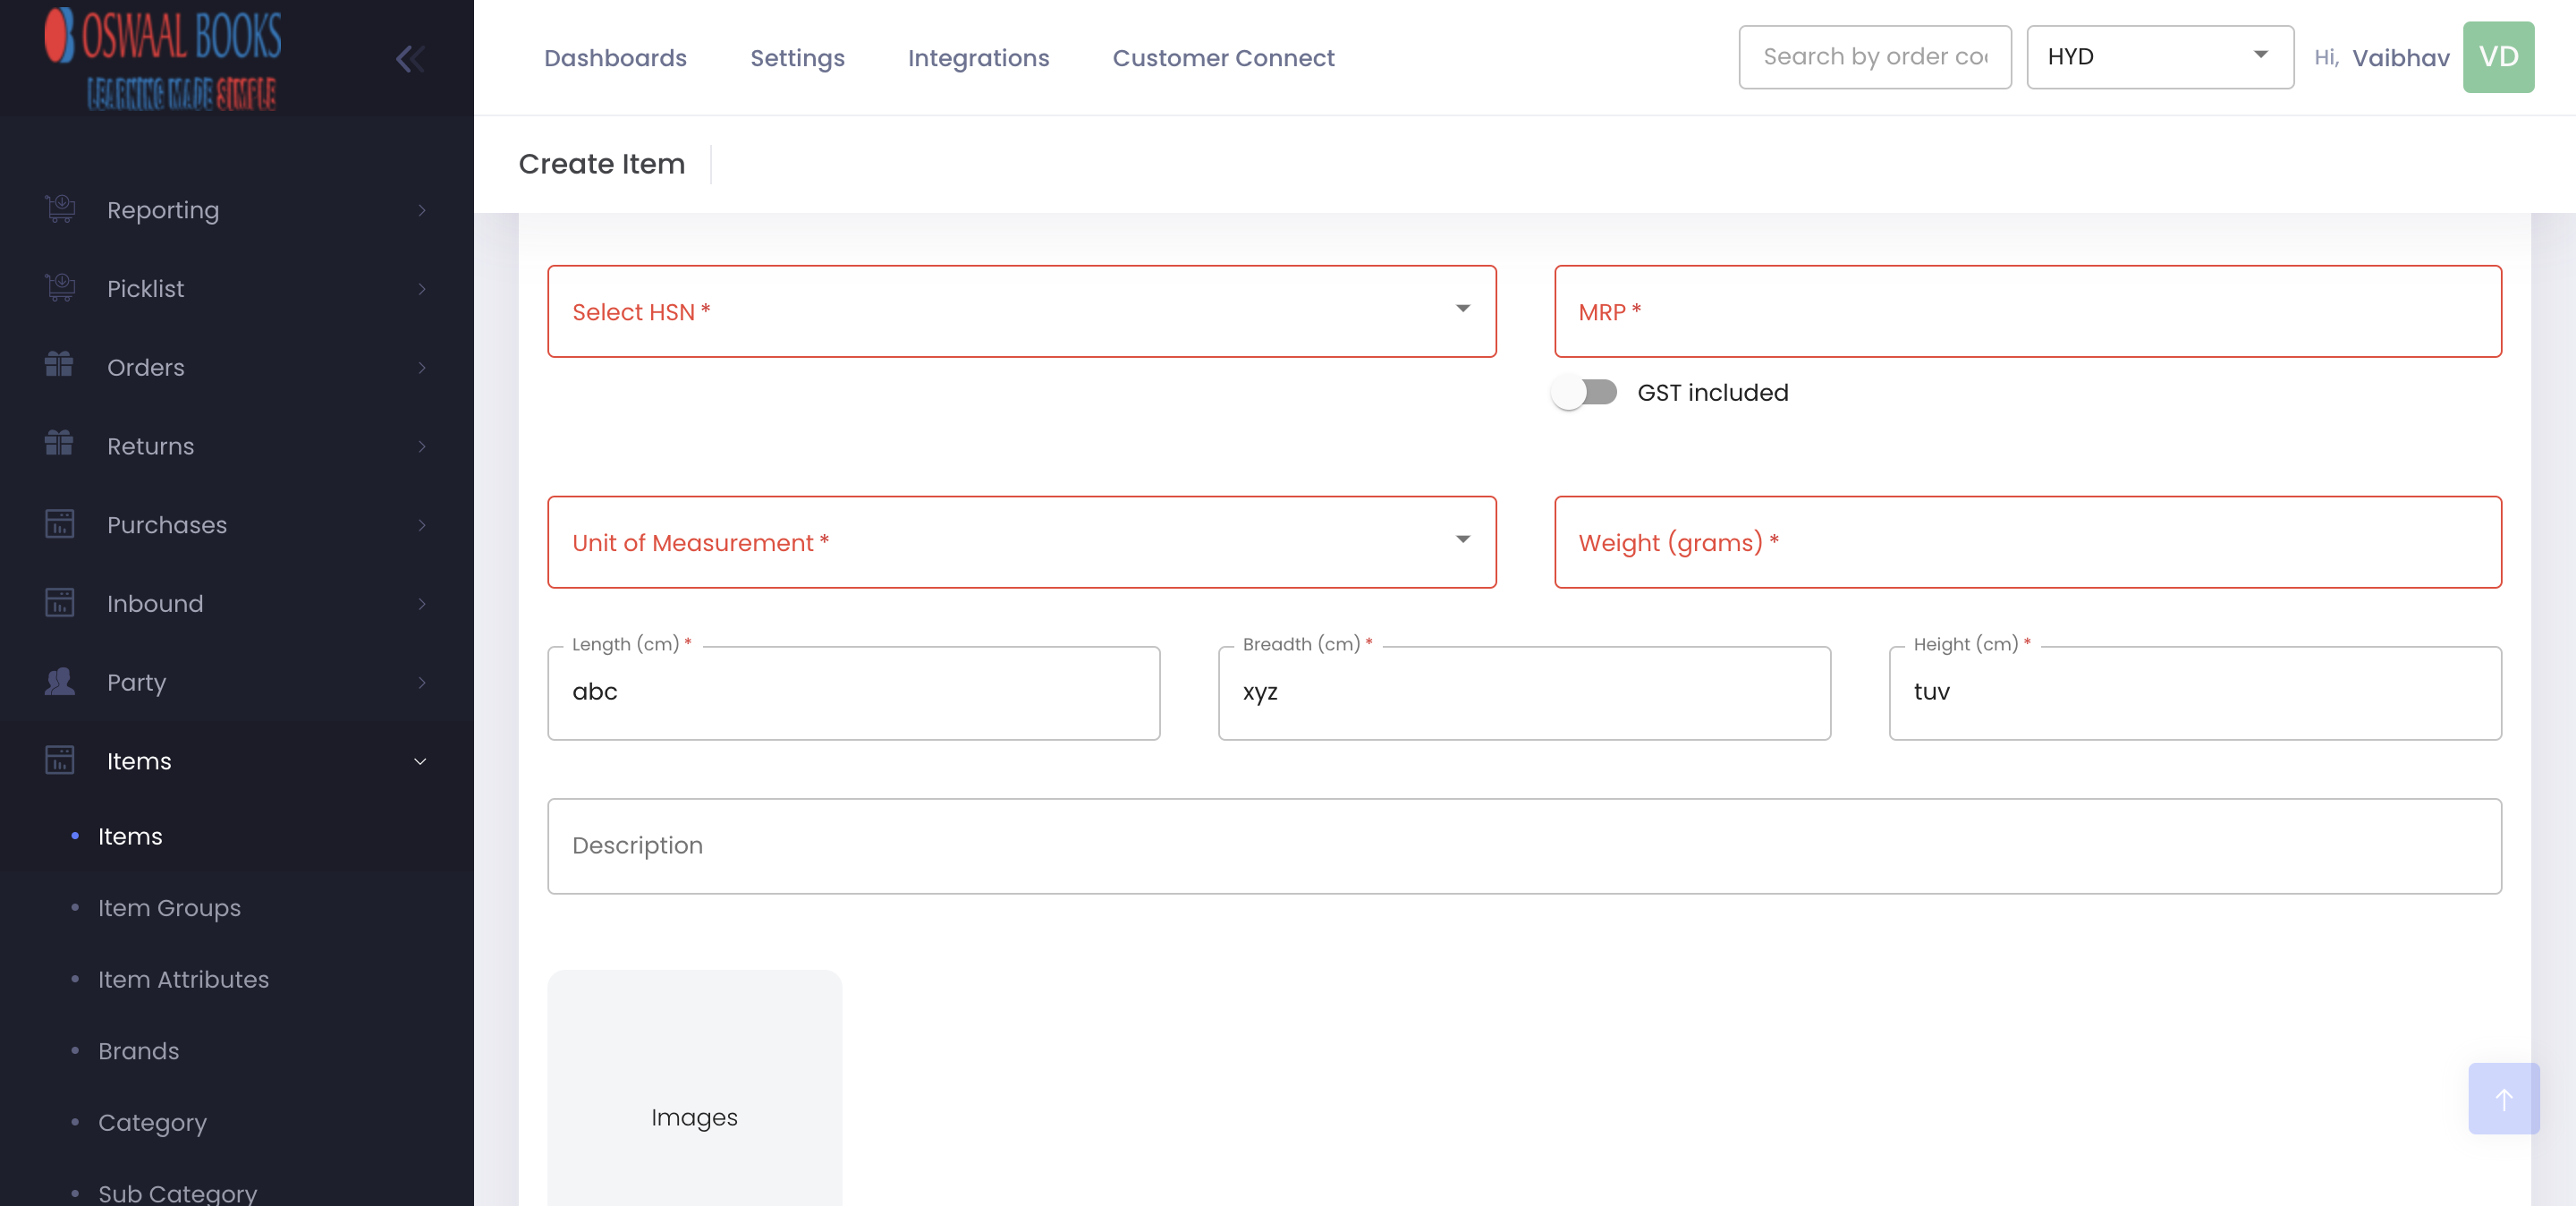 OSWAAL BOOKS
LEARNING MADE SIMPLE
Dashboards
Settings
Integrations
Customer Connect
Search by order co
HYD
Hi, Vaibhav
VD
Create Item
Reporting
Picklist
Orders
Returns
Purchases
Inbound
Party
Items
Items
Item Groups
Item Attributes
Brands
Category
Sub Category
Select HSN *
MRP *
GST included
Unit of Measurement *
Weight (grams) *
Length (cm) *
abc
Breadth (cm) *
xyz
Height (cm) *
tuv
Description
Images